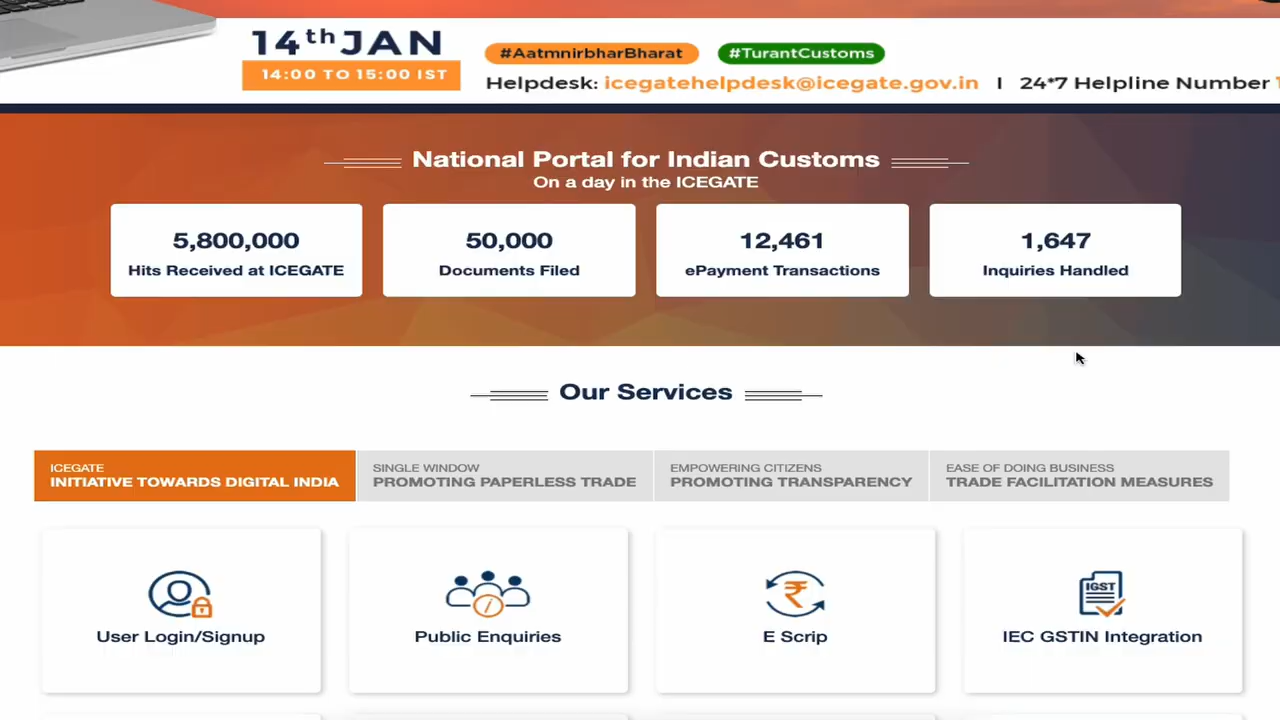 14thJAN
14:00 TO 15:00 IST
#AatmnirbharBharat #TurantCustoms
Helpdesk: icegatehelpdesk@icegate.gov.in I 24*7 Helpline Number 1
National Portal for Indian Customs
On a day in the ICEGATE
5,800,000
Hits Received at ICEGATE
50,000
Documents Filed
12,461
ePayment Transactions
1,647
Inquiries Handled
Our Services
ICEGATE
INITIATIVE TOWARDS DIGITAL INDIA
SINGLE WINDOW
PROMOTING PAPERLESS TRADE
EMPOWERING CITIZENS
PROMOTING TRANSPARENCY
EASE OF DOING BUSINESS
TRADE FACILITATION MEASURES
User Login/Signup
Public Enquiries
E Scrip
IGST
IEC GSTIN Integration